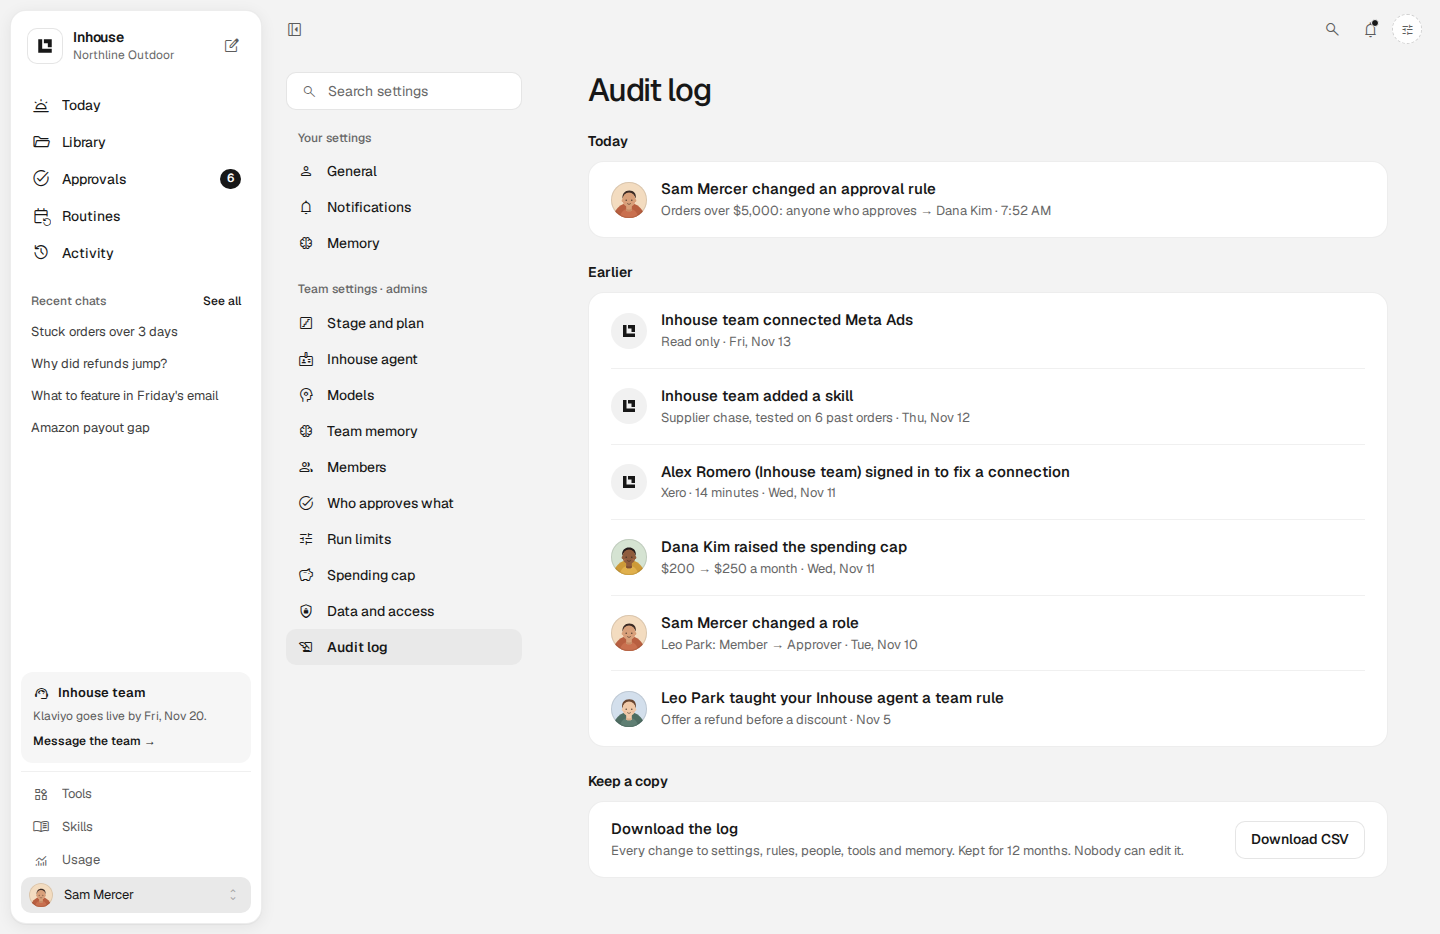 Inhouse
Northline Outdoor
Today
Library
Approvals 6
Routines
Activity
Recent chats See all
Stuck orders over 3 days
Why did refunds jump?
What to feature in Friday's email
Amazon payout gap
Inhouse team
Klaviyo goes live by Fri, Nov 20.
Message the team →
Tools
Skills
Usage
Sam Mercer
Search settings
Your settings
General
Notifications
Memory
Team settings · admins
Stage and plan
Inhouse agent
Models
Team memory
Members
Who approves what
Run limits
Spending cap
Data and access
Audit log
Audit log
Today
Sam Mercer changed an approval rule
Orders over $5,000: anyone who approves → Dana Kim · 7:52 AM
Earlier
Inhouse team connected Meta Ads
Read only · Fri, Nov 13
Inhouse team added a skill
Supplier chase, tested on 6 past orders · Thu, Nov 12
Alex Romero (Inhouse team) signed in to fix a connection
Xero · 14 minutes · Wed, Nov 11
Dana Kim raised the spending cap
$200 → $250 a month · Wed, Nov 11
Sam Mercer changed a role
Leo Park: Member → Approver · Tue, Nov 10
Leo Park taught your Inhouse agent a team rule
Offer a refund before a discount · Nov 5
Keep a copy
Download the log
Every change to settings, rules, people, tools and memory. Kept for 12 months. Nobody can edit it.
Download CSV